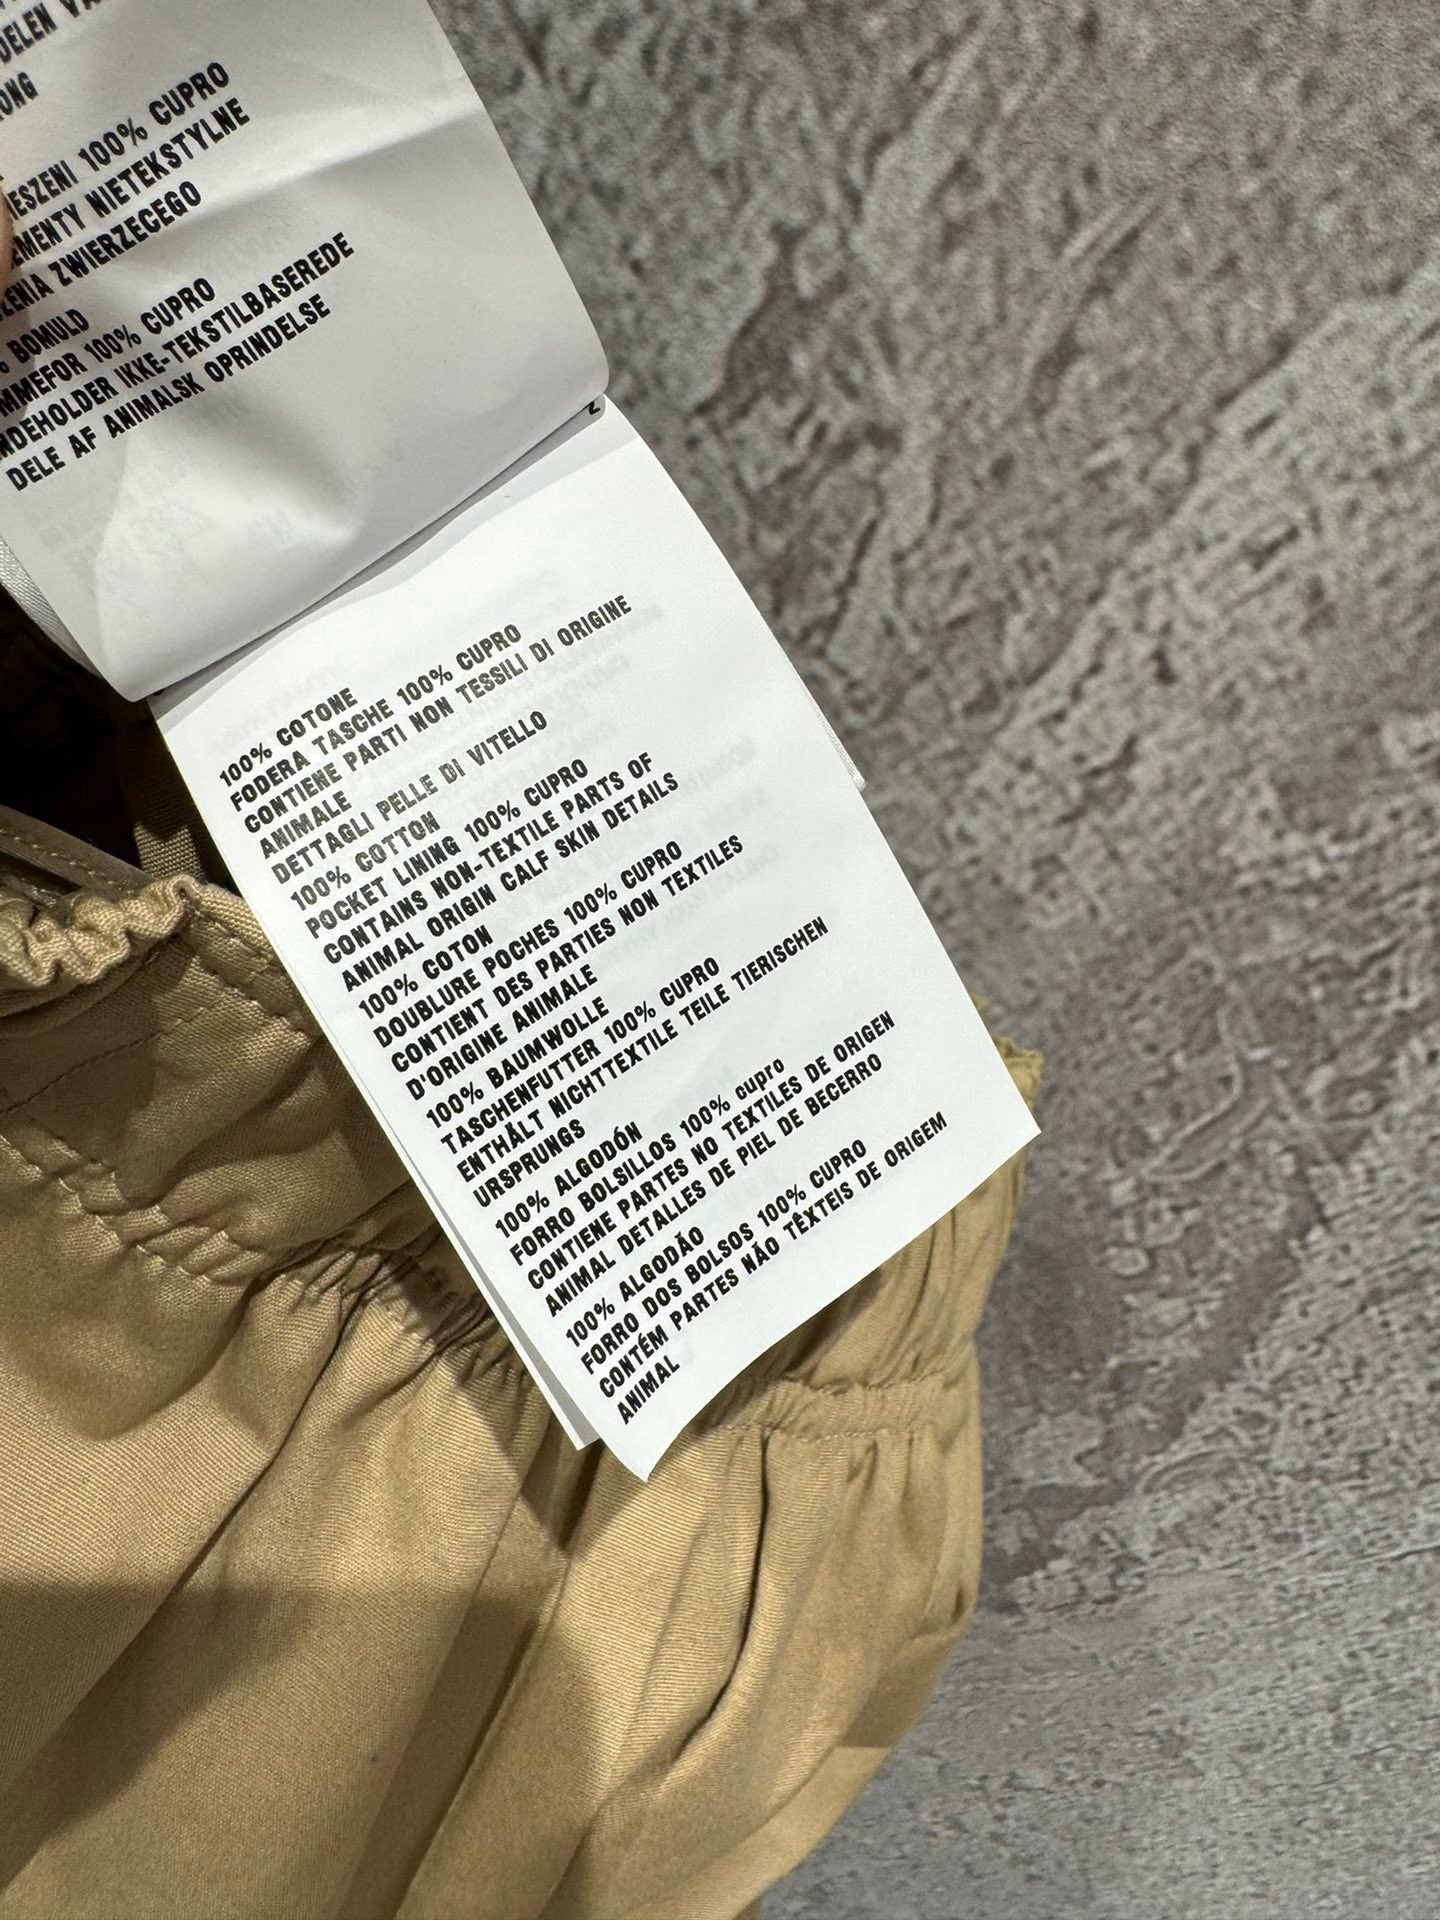 DELEN
100% CUPRO
NIETEKSTYLNE
ZWIERZECEGO
BOMULD
100% CUPRO
IKKE-TEKSTILBASEREDE
DELE AF ANIMALSK OPRINDELSE
2
100% COTONE
FODERA TASCHE 100% CUPRO
CONTIENE PARTI NON TESSILI DI ORIGINE
ANIMALE
DETTAGLI PELLE DI VITELLO
100% COTTON
POCKET LINING 100% CUPRO
CONTAINS NON-TEXTILE PARTS OF
ANIMAL ORIGIN CALF SKIN DETAILS
100% COTON
DOUBLURE POCHES 100% CUPRO
CONTIENT DES PARTIES NON TEXTILES
D'ORIGINE ANIMALE
100% BAUMWOLLE
TASCHENFUTTER 100% CUPRO
ENTHÄLT NICHTTEXTILE TEILE TIERISCHEN
URSPRUNGS
100% ALGODÓN
FORRO BOLSILLOS 100% cupro
CONTIENE PARTES NO TEXTILES DE ORIGEN
ANIMAL DETALLES DE PIEL DE BECERRO
100% ALGODÃO
FORRO DOS BOLSOS 100% CUPRO
CONTÉM PARTES NÃO TÊXTEIS DE ORIGEM
ANIMAL